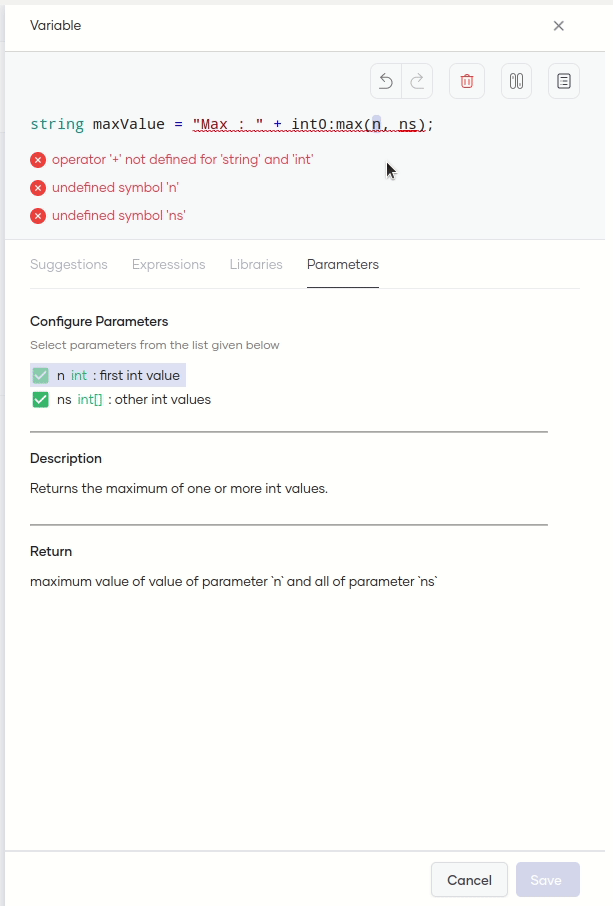 Variable
string maxValue = "Max : " + int0:max(n, ns);
operator '+' not defined for 'string' and 'int'
undefined symbol 'n'
undefined symbol 'ns'
Suggestions Expressions Libraries Parameters
Configure Parameters
Select parameters from the list given below
n int : first int value
ns int[] : other int values
Description
Returns the maximum of one or more int values.
Return
maximum value of value of parameter `n` and all of parameter `ns`
Cancel Save